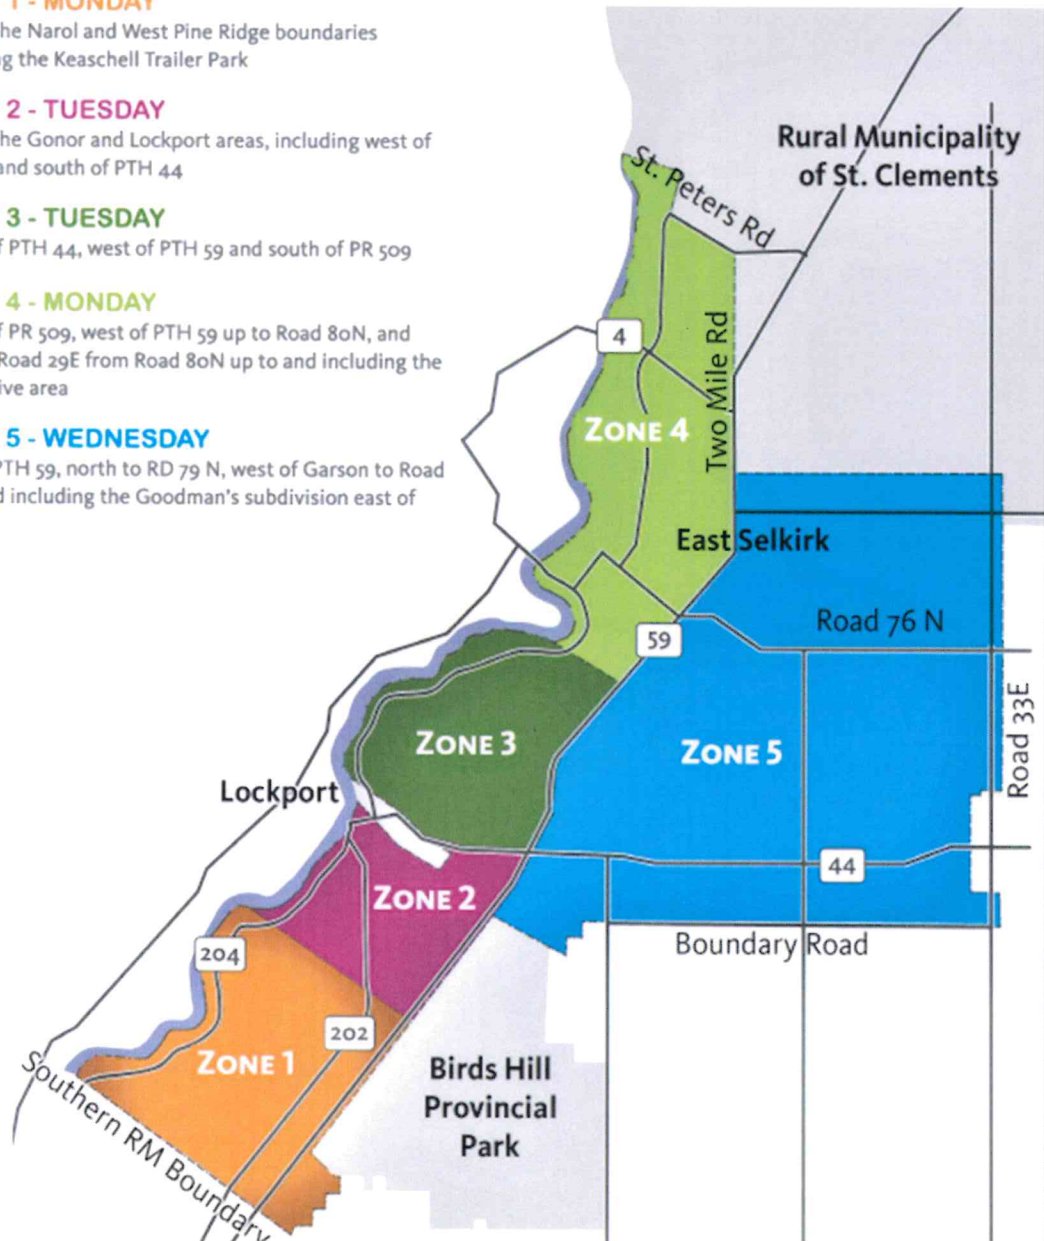 1 - MONDAY
he Narol and West Pine Ridge boundaries
g the Keaschell Trailer Park
2 - TUESDAY
he Gonor and Lockport areas, including west of
and south of PTH 44
3 - TUESDAY
f PTH 44, west of PTH 59 and south of PR 509
4 - MONDAY
f PR 509, west of PTH 59 up to Road 80N, and
Road 29E from Road 80N up to and including the
ive area
5 - WEDNESDAY
PTH 59, north to RD 79 N, west of Garson to Road
d including the Goodman's subdivision east of
Rural Municipality
of St. Clements
St. Peters Rd
4
Two Mile Rd
ZONE 4
East Selkirk
Road 76 N
59
Road 33E
ZONE 3
ZONE 5
Lockport
44
ZONE 2
Boundary Road
204
202
ZONE 1
Birds Hill
Provincial
Park
Southern RM Boundary